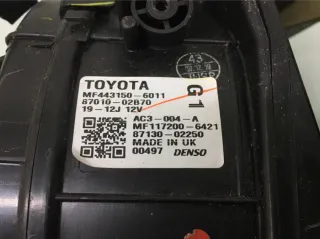 TOYOTA
MF443150-6011
87010-02B70
19-12J 12V
G1
AC3-004-A
MF117200-6421
87130-02250
MADE IN UK
00497 DENSO
43